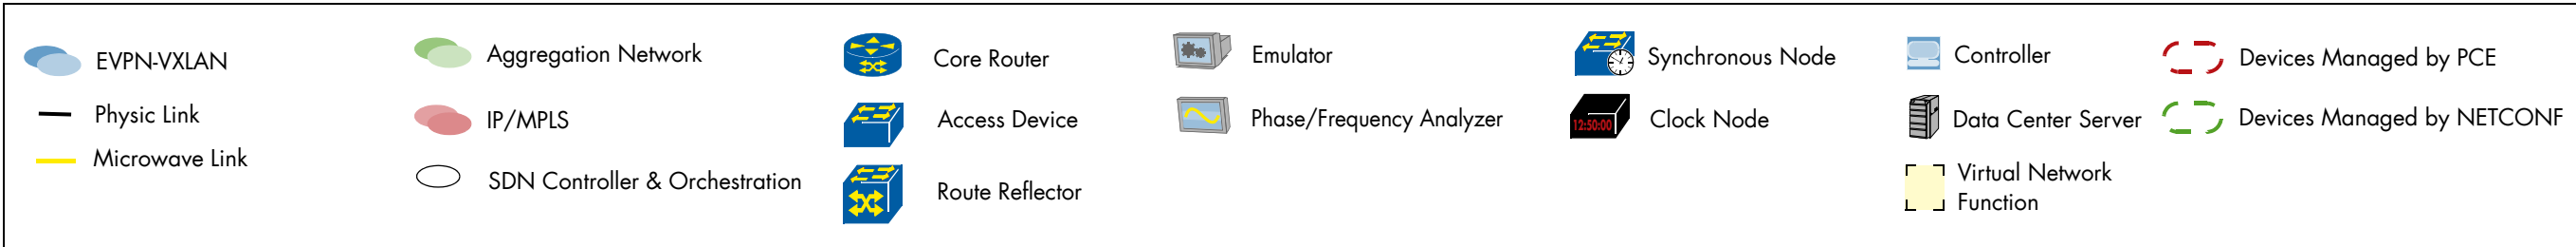 EVPN-VXLAN
Physic Link
Microwave Link
Aggregation Network
IP/MPLS
SDN Controller & Orchestration
Core Router
Access Device
Route Reflector
Emulator
Phase/Frequency Analyzer
Synchronous Node
12:50:00
Clock Node
Controller
Data Center Server
Virtual Network
Function
Devices Managed by PCE
Devices Managed by NETCONF